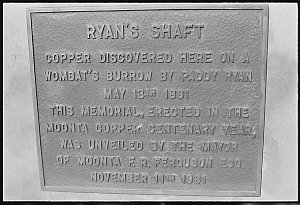 RYAN'S SHAFT
COPPER DISCOVERED HERE ON A
WOMBAT'S BURROW BY PADDY RYAN
MAY 13TH 1861
THIS MEMORIAL, ERECTED IN THE
MOONTA COPPER CENTENARY YEAR,
WAS UNVEILED BY THE MAYOR
OF MOONTA E.R. FERGUSON ESQ.
NOVEMBER 11TH 1961